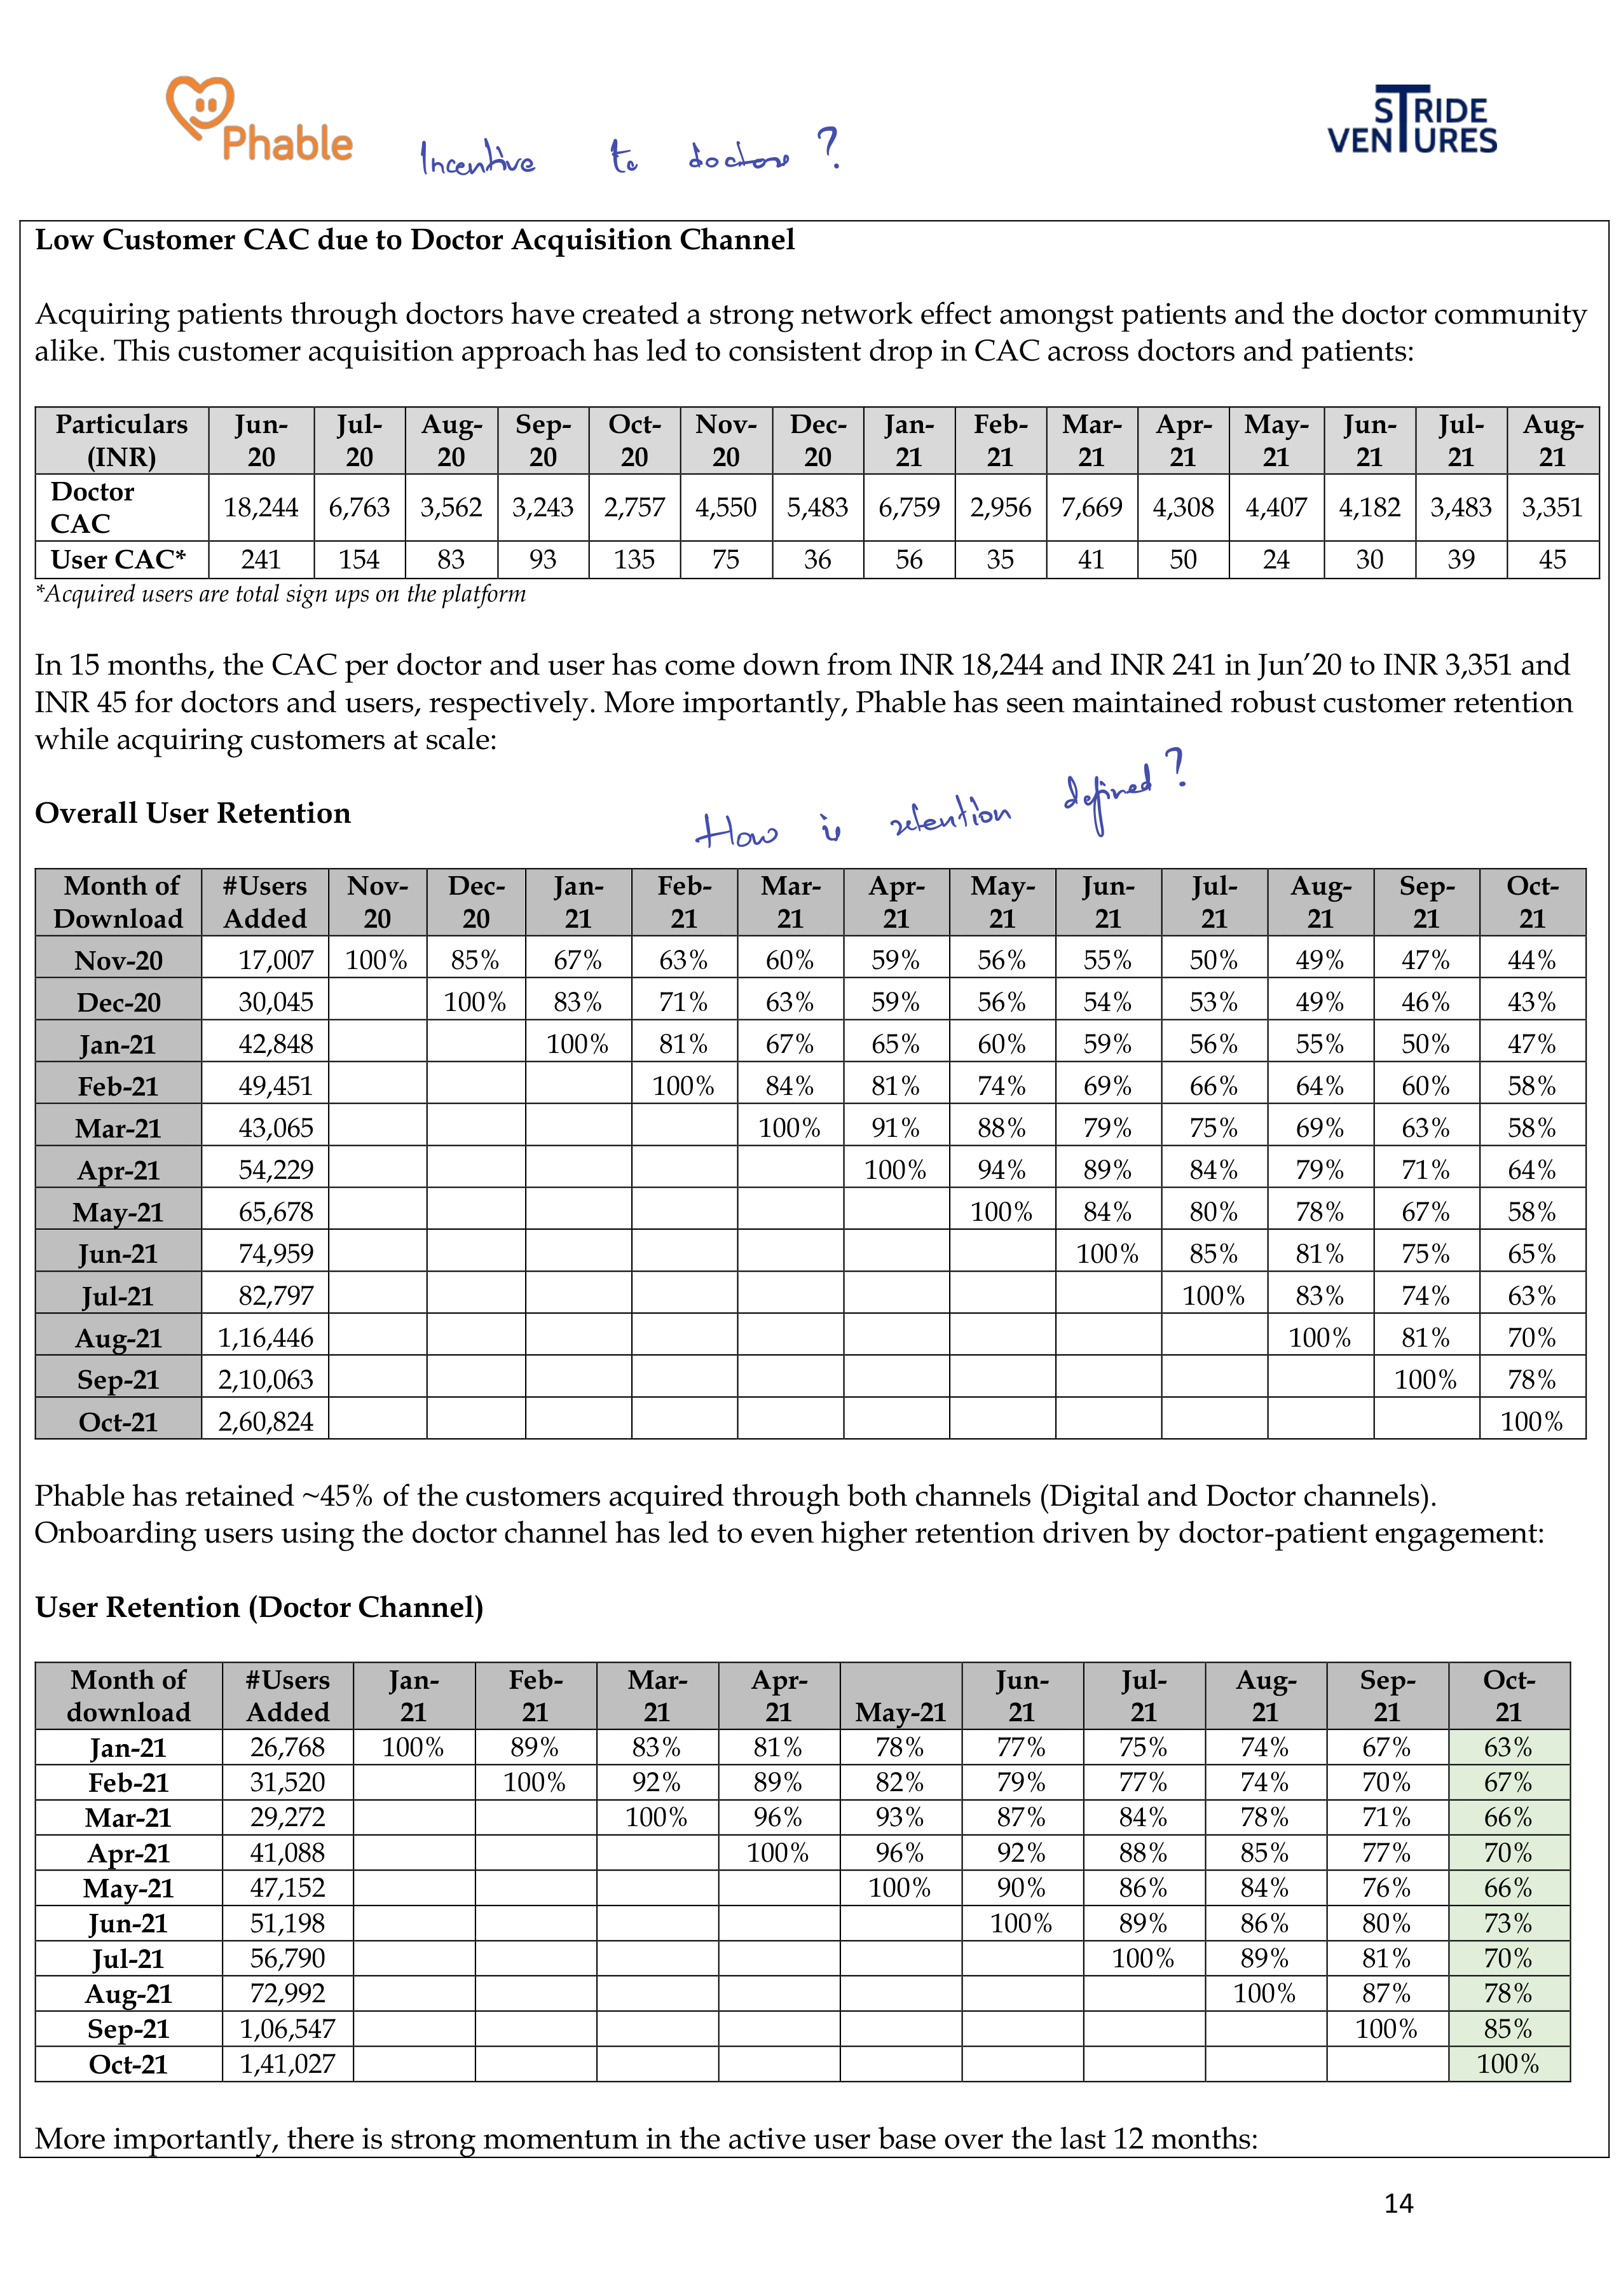 Phable
STRIDE
VENTURES
Incentive to doctors ?
Low Customer CAC due to Doctor Acquisition Channel
Acquiring patients through doctors have created a strong network effect amongst patients and the doctor community
alike. This customer acquisition approach has led to consistent drop in CAC across doctors and patients:
Particulars (INR) Jun-20 Jul-20 Aug-20 Sep-20 Oct-20 Nov-20 Dec-20 Jan-21 Feb-21 Mar-21 Apr-21 May-21 Jun-21 Jul-21 Aug-21
Doctor CAC 18,244 6,763 3,562 3,243 2,757 4,550 5,483 6,759 2,956 7,669 4,308 4,407 4,182 3,483 3,351
User CAC* 241 154 83 93 135 75 36 56 35 41 50 24 30 39 45
*Acquired users are total sign ups on the platform
In 15 months, the CAC per doctor and user has come down from INR 18,244 and INR 241 in Jun'20 to INR 3,351 and
INR 45 for doctors and users, respectively. More importantly, Phable has seen maintained robust customer retention
while acquiring customers at scale:
How is retention defined ?
Overall User Retention
Month of Download #Users Added Nov-20 Dec-20 Jan-21 Feb-21 Mar-21 Apr-21 May-21 Jun-21 Jul-21 Aug-21 Sep-21 Oct-21
Nov-20 17,007 100% 85% 67% 63% 60% 59% 56% 55% 50% 49% 47% 44%
Dec-20 30,045 100% 83% 71% 63% 59% 56% 54% 53% 49% 46% 43%
Jan-21 42,848 100% 81% 67% 65% 60% 59% 56% 55% 50% 47%
Feb-21 49,451 100% 84% 81% 74% 69% 66% 64% 60% 58%
Mar-21 43,065 100% 91% 88% 79% 75% 69% 63% 58%
Apr-21 54,229 100% 94% 89% 84% 79% 71% 64%
May-21 65,678 100% 84% 80% 78% 67% 58%
Jun-21 74,959 100% 85% 81% 75% 65%
Jul-21 82,797 100% 83% 74% 63%
Aug-21 1,16,446 100% 81% 70%
Sep-21 2,10,063 100% 78%
Oct-21 2,60,824 100%
Phable has retained ~45% of the customers acquired through both channels (Digital and Doctor channels).
Onboarding users using the doctor channel has led to even higher retention driven by doctor-patient engagement:
User Retention (Doctor Channel)
Month of download #Users Added Jan-21 Feb-21 Mar-21 Apr-21 May-21 Jun-21 Jul-21 Aug-21 Sep-21 Oct-21
Jan-21 26,768 100% 89% 83% 81% 78% 77% 75% 74% 67% 63%
Feb-21 31,520 100% 92% 89% 82% 79% 77% 74% 70% 67%
Mar-21 29,272 100% 96% 93% 87% 84% 78% 71% 66%
Apr-21 41,088 100% 96% 92% 88% 85% 77% 70%
May-21 47,152 100% 90% 86% 84% 76% 66%
Jun-21 51,198 100% 89% 86% 80% 73%
Jul-21 56,790 100% 89% 81% 70%
Aug-21 72,992 100% 87% 78%
Sep-21 1,06,547 100% 85%
Oct-21 1,41,027 100%
More importantly, there is strong momentum in the active user base over the last 12 months:
14